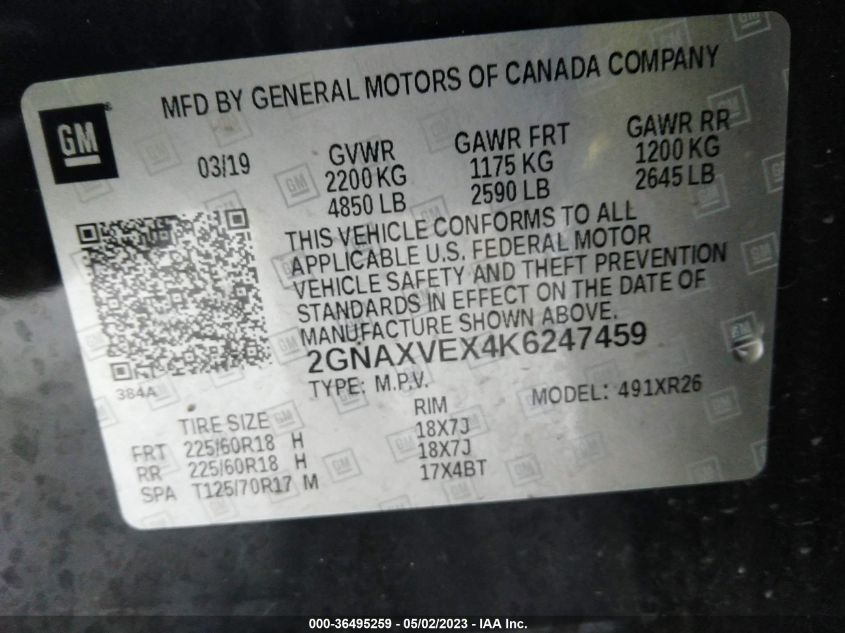 MFD BY GENERAL MOTORS OF CANADA COMPANY
GM
03/19
GVWR
2200 KG
4850 LB
GAWR FRT
1175 KG
2590 LB
GAWR RR
1200 KG
2645 LB
THIS VEHICLE CONFORMS TO ALL
APPLICABLE U.S. FEDERAL MOTOR
VEHICLE SAFETY AND THEFT PREVENTION
STANDARDS IN EFFECT ON THE DATE OF
MANUFACTURE SHOWN ABOVE.
2GNAXVEX4K6247459
384A
TYPE: M.P.V.
MODEL: 491XR26
TIRE SIZE RIM
FRT 225/60R18 H 18X7J
RR 225/60R18 H 18X7J
SPA T125/70R17 M 17X4BT
000-36495259 - 05/02/2023 - IAA Inc.